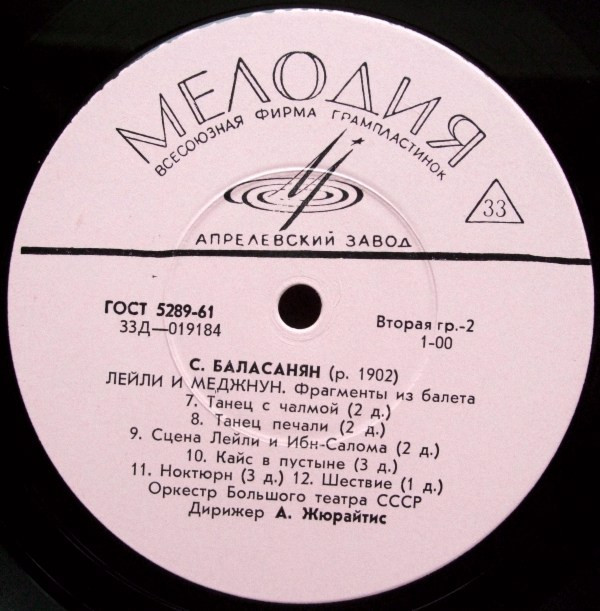 МЕЛОДИЯ
ВСЕСОЮЗНАЯ ФИРМА ГРАМПЛАСТИНОК
33
АПРЕЛЕВСКИЙ ЗАВОД
ГОСТ 5289-61
33Д—019184
Вторая гр.-2
1-00
С. БАЛАСАНЯН (р. 1902)
ЛЕЙЛИ И МЕДЖНУН. Фрагменты из балета
7. Танец с чалмой (2 д.)
8. Танец печали (2 д.)
9. Сцена Лейли и Ибн-Салома (2 д.)
10. Кайс в пустыне (3 д.)
11. Ноктюрн (3 д.) 12. Шествие (1 д.)
Оркестр Большого театра СССР
Дирижер А. Жюрайтис